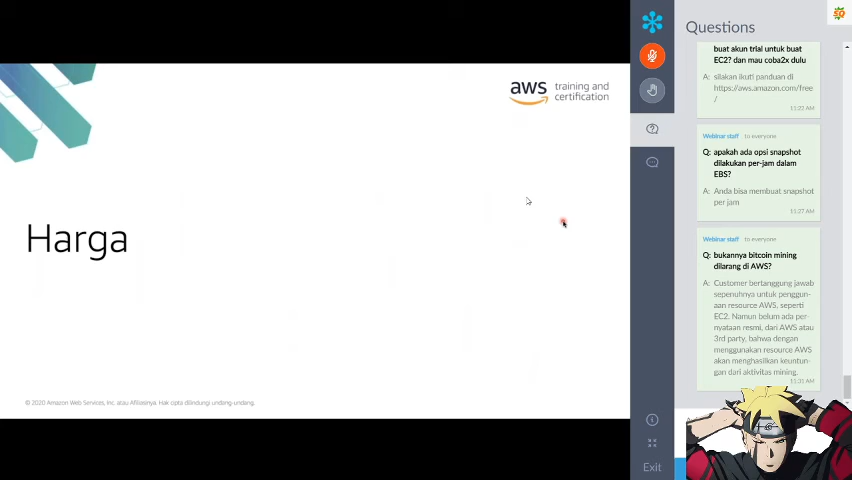 aws training and
certification
Harga
© 2020 Amazon Web Services, Inc. atau Afiliasinya. Hak cipta dilindungi undang-undang.
Questions
buat akun trial untuk buat
EC2? dan mau coba2x dulu
A: silakan ikuti panduan di
https://aws.amazon.com/free
/
11:22 AM
Webinar staff to everyone
Q: apakah ada opsi snapshot
dilakukan per-jam dalam
EBS?
A: Anda bisa membuat snapshot
per jam
11:27 AM
Webinar staff to everyone
Q: bukannya bitcoin mining
dilarang di AWS?
A: Customer bertanggung jawab
sepenuhnya untuk penggun-
aan resource AWS, seperti
EC2. Namun belum ada per-
nyataan resmi, dari AWS atau
3rd party, bahwa dengan
menggunakan resource AWS
akan menghasilkan keuntun-
gan dari aktivitas mining.
11:31 AM
Exit